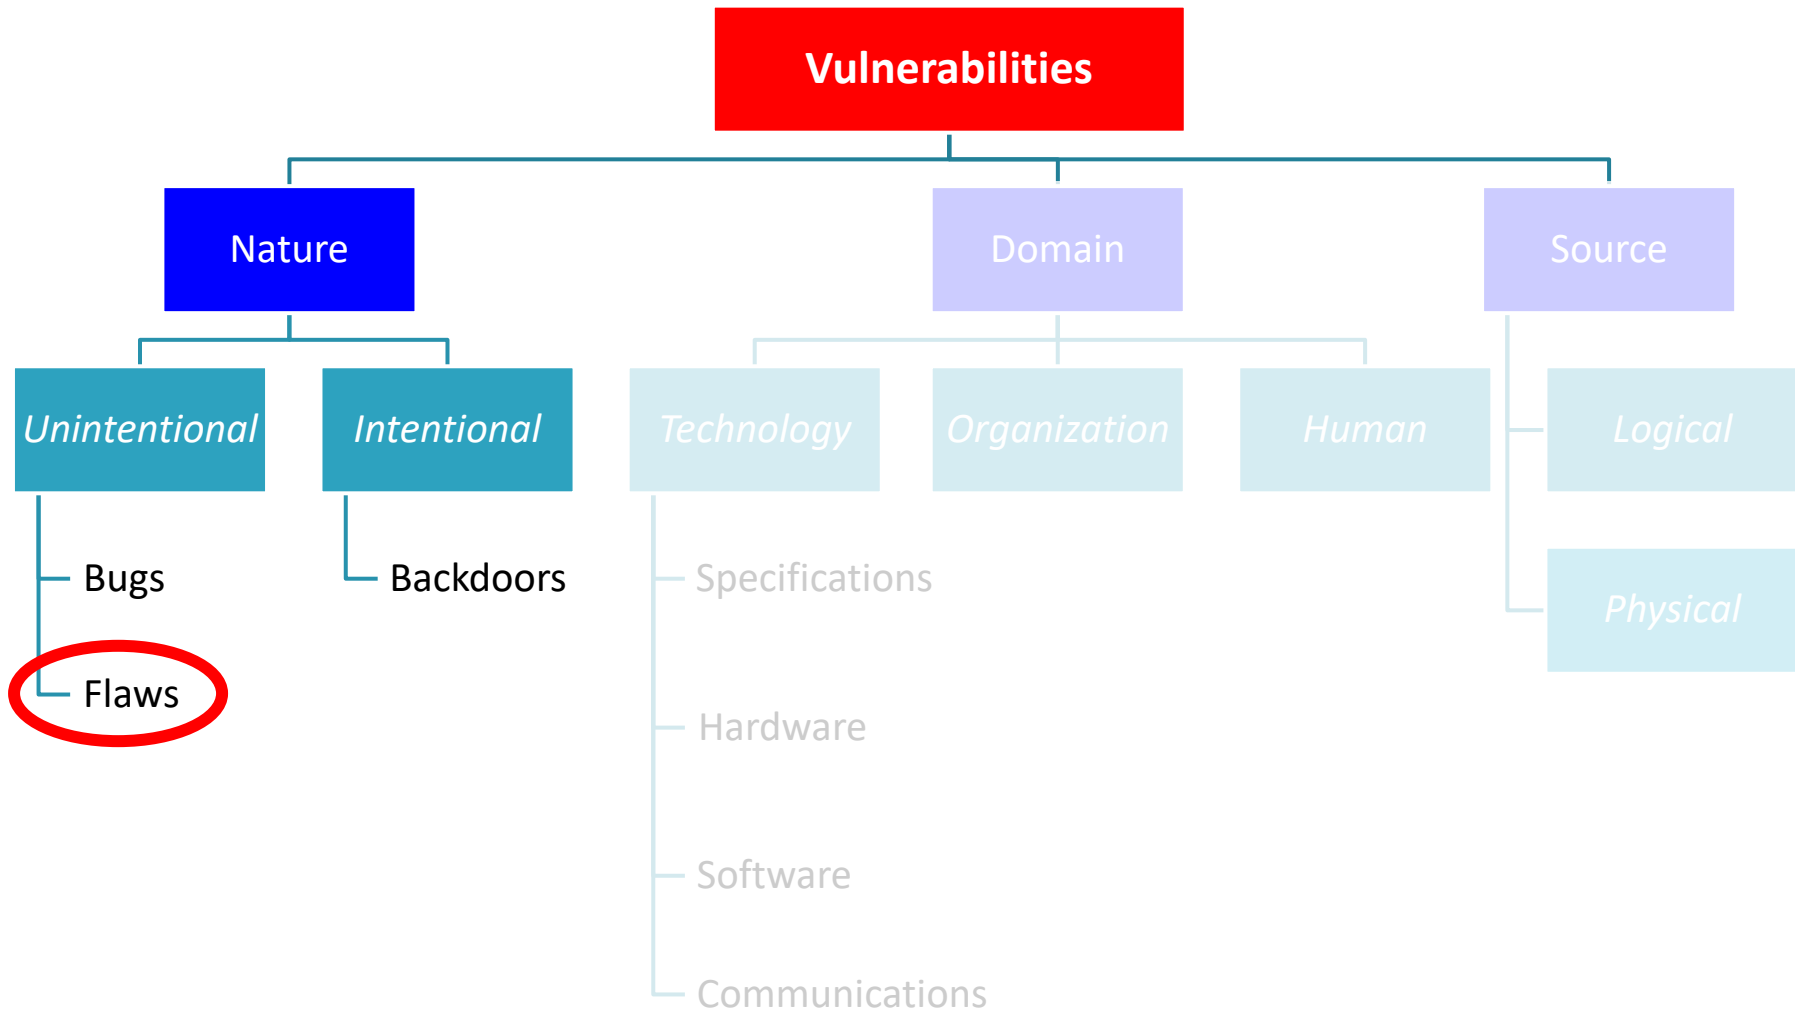 Vulnerabilities
Nature
Domain
Source
Unintentional
Intentional
Technology
Organization
Human
Logical
Bugs
Backdoors
Specifications
Physical
Flaws
Hardware
Software
Communications